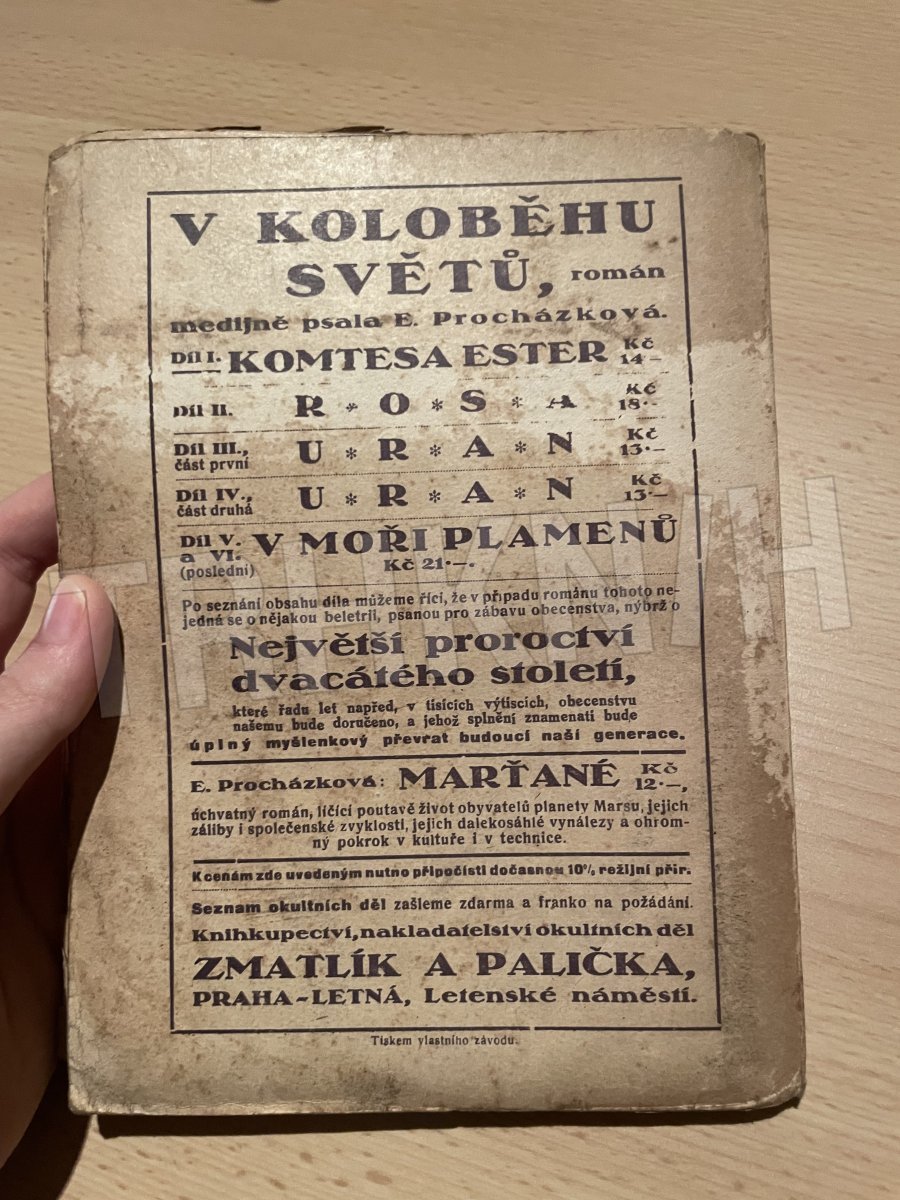 V KOLOBĚHU
SVĚTŮ, román
medijně psala E. Procházková.
Díl I. KOMTESA ESTER Kč 14–
Díl II. R * O * S * A Kč 18·–
Díl III., část první U * R * A * N Kč 13·–
Díl IV., část druhá U * R * A * N Kč 13·–
Díl V. a VI. (poslední) V MOŘI PLAMENŮ
Kč 21·–.
Po seznání obsahu díla můžeme říci, že v případu románu tohoto ne-
jedná se o nějakou beletrii, psanou pro zábavu obecenstva, nýbrž o
Největší proroctví
dvacátého století,
které řadu let napřed, v tisících výtiscích, obecenstvu
našemu bude doručeno, a jehož splnění znamenati bude
úplný myšlenkový převrat budoucí naší generace.
E. Procházková: MARŤANÉ Kč 12·–,
úchvatný román, líčící poutavě život obyvatelů planety Marsu, jejich
záliby i společenské zvyklosti, jejich dalekosáhlé vynálezy a ohrom-
ný pokrok v kultuře i v technice.
K cenám zde uvedeným nutno připočísti dočasnou 10% režijní přir.
Seznam okultních děl zašleme zdarma a franko na požádání.
Knihkupectví, nakladatelství okultních děl
ZMATLÍK A PALIČKA,
PRAHA-LETNÁ, Letenské náměstí.
Tiskem vlastního závodu.